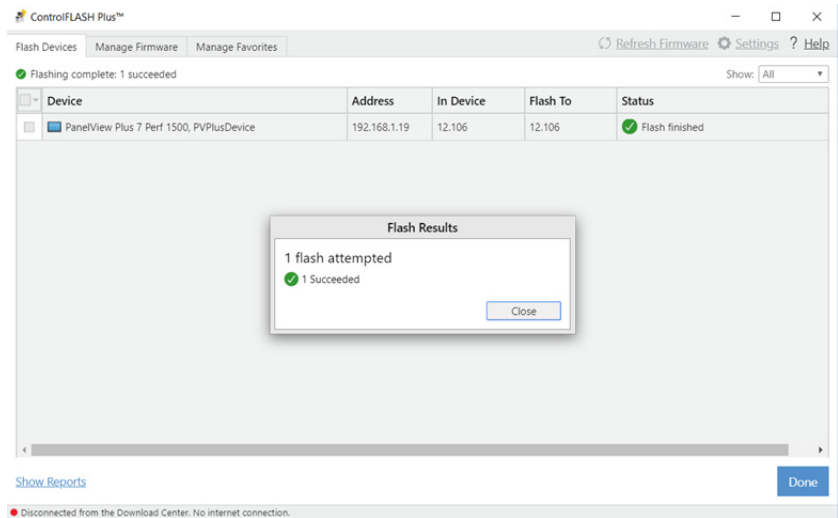 ControlFLASH Plus™
Flash Devices Manage Firmware Manage Favorites Refresh Firmware Settings ? Help
Flashing complete: 1 succeeded Show: All
Device Address In Device Flash To Status
PanelView Plus 7 Perf 1500, PVPlusDevice 192.168.1.19 12.106 12.106 Flash finished
Flash Results
1 flash attempted
1 Succeeded
Close
Show Reports Done
Disconnected from the Download Center. No internet connection.